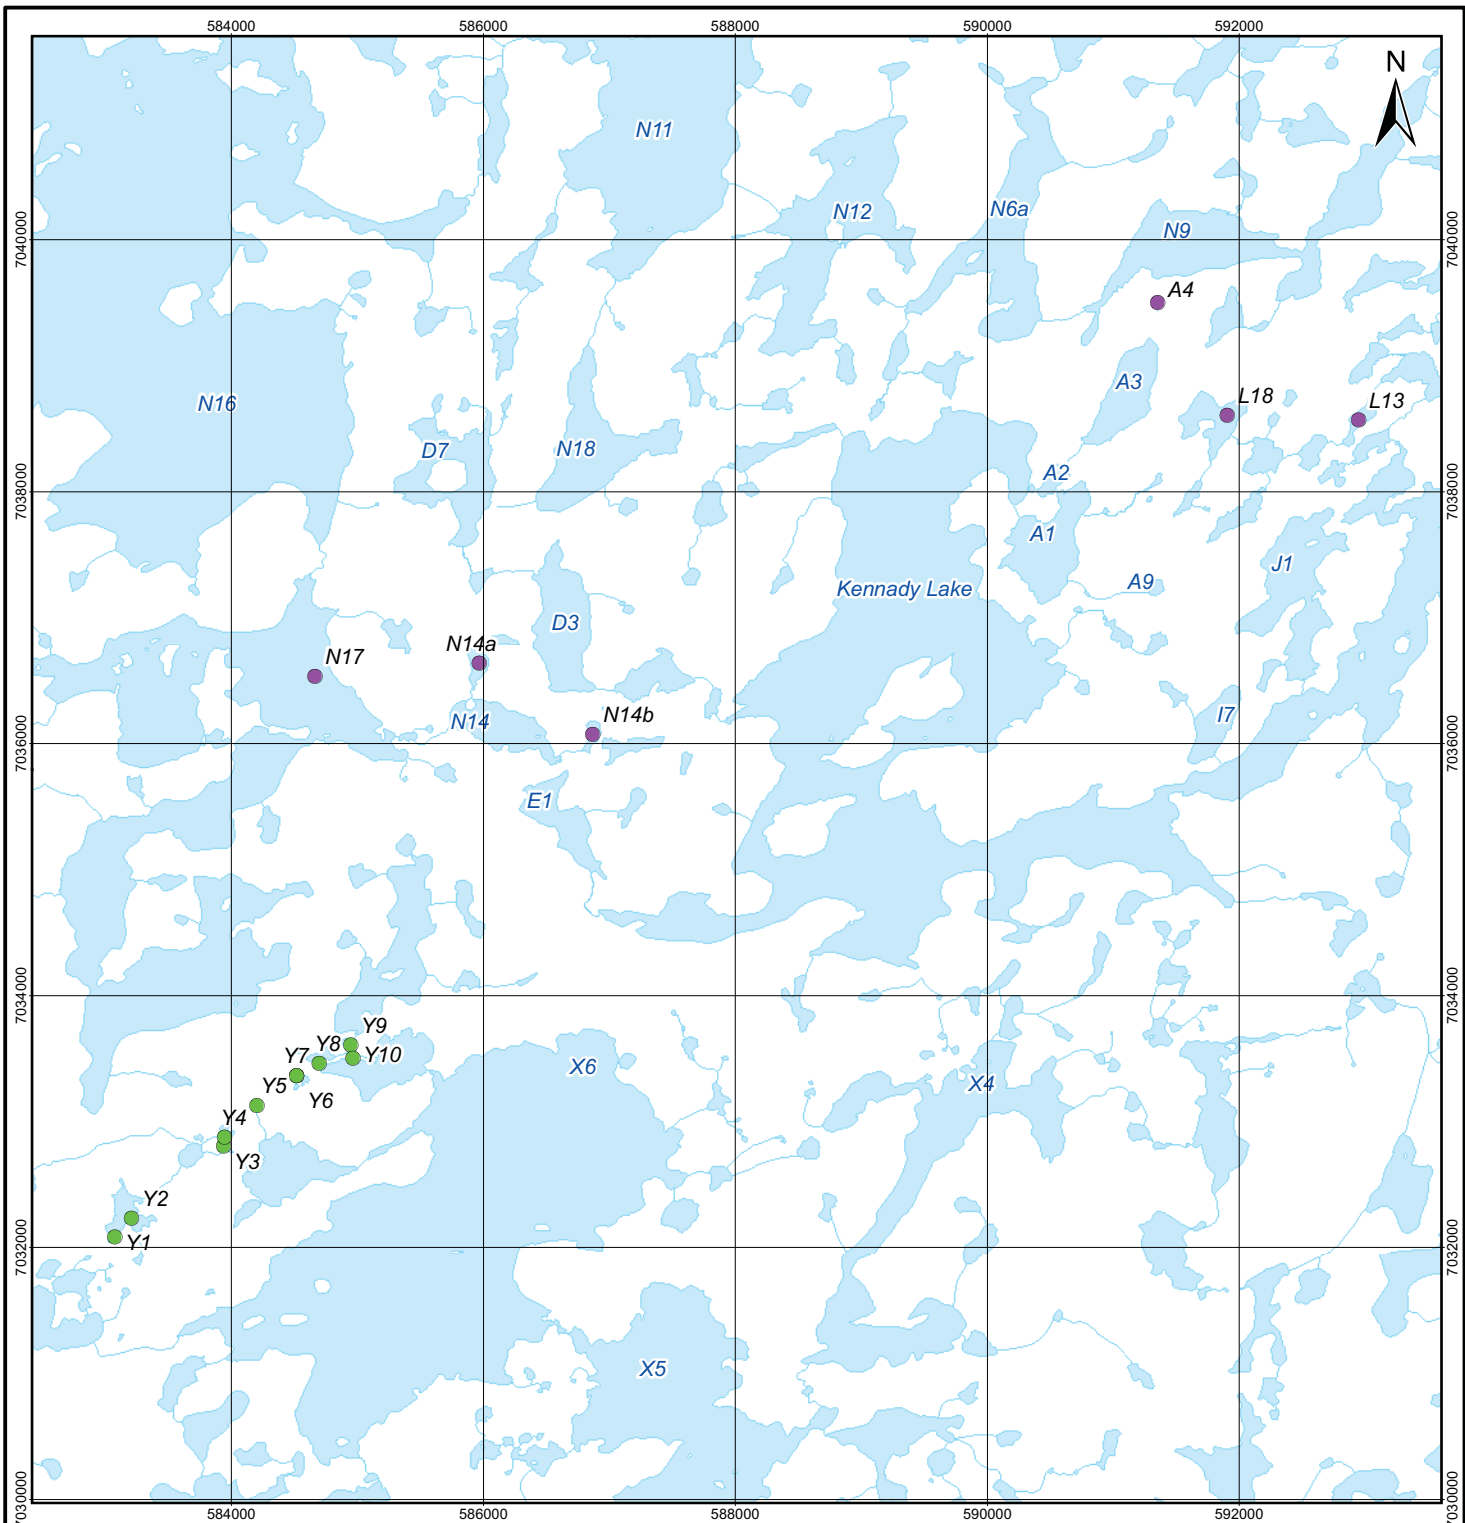 584000 586000 588000 590000 592000
N
N11
N12
N6a
N9
7040000 7040000
A4
A3
N16
L18
L13
D7
N18
A2
7038000 7038000
A1
J1
Kennady Lake
A9
D3
N14a
N17
N14b
N14
I7
7036000 7036000
E1
7034000 7034000
Y9
Y8
Y7
Y10
X6
X4
Y5
Y6
Y4
Y3
Y2
Y1
7032000 7032000
X5
7030000 7030000
584000 586000 588000 590000 592000